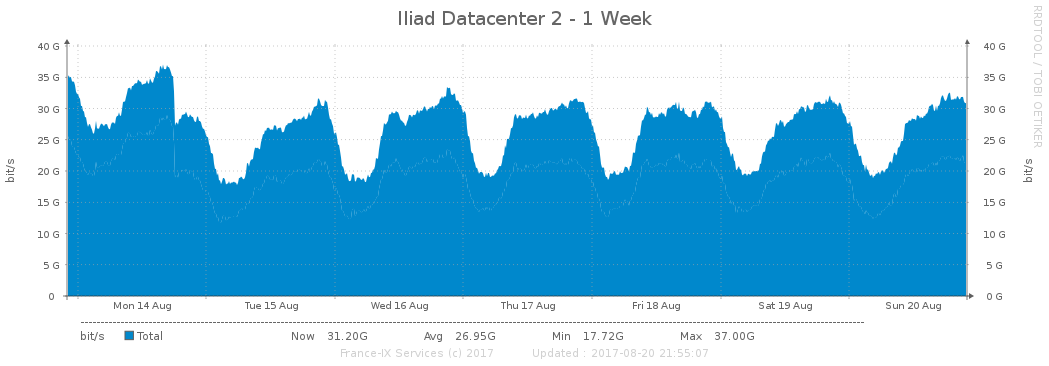 Iliad Datacenter 2 - 1 Week
RRDTOOL / TOBI OETIKER
bit/s
40 G 40 G
35 G 35 G
30 G 30 G
25 G 25 G
20 G 20 G
15 G 15 G
10 G 10 G
5 G 5 G
0 0 G
bit/s
Mon 14 Aug Tue 15 Aug Wed 16 Aug Thu 17 Aug Fri 18 Aug Sat 19 Aug Sun 20 Aug
bit/s Total Now 31.20G Avg 26.95G Min 17.72G Max 37.00G
France-IX Services (c) 2017 Updated : 2017-08-20 21:55:07